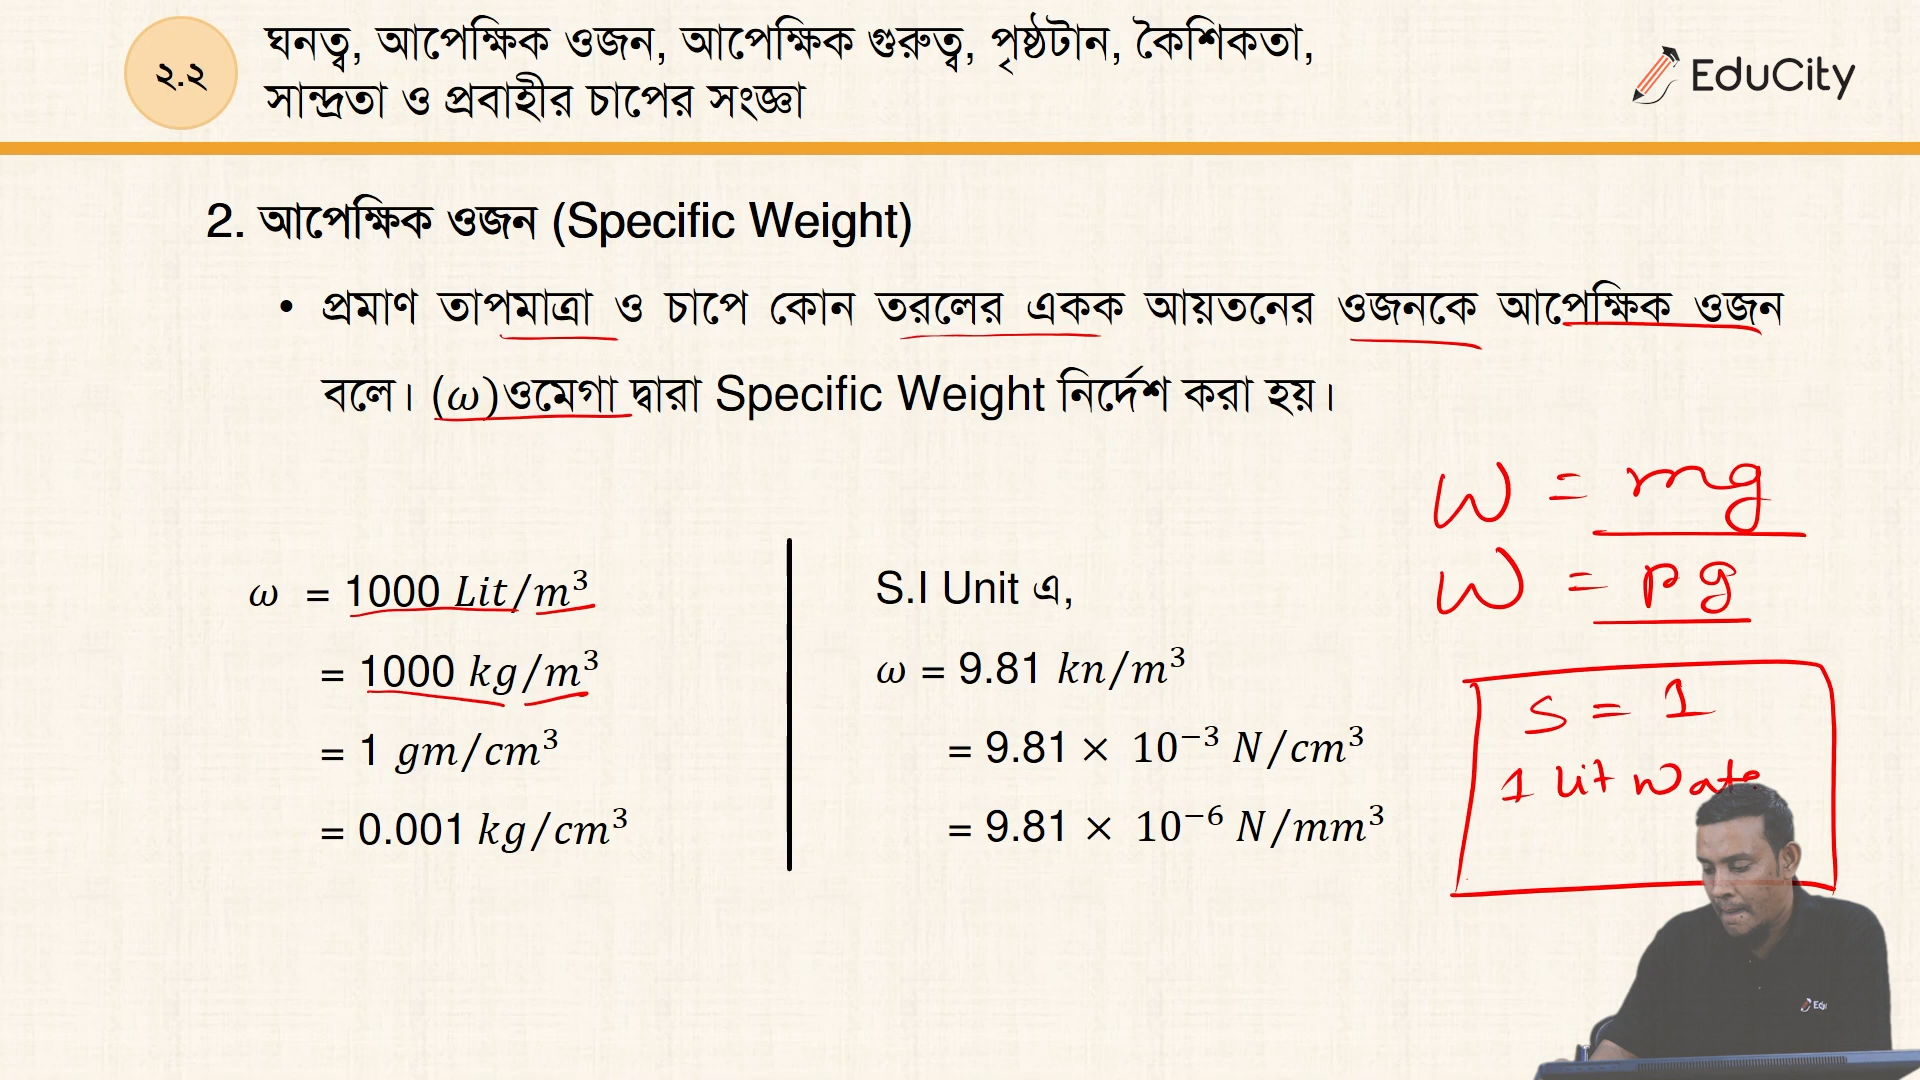 ২.২
ঘনত্ব, আপেক্ষিক ওজন, আপেক্ষিক গুরুত্ব, পৃষ্ঠটান, কৈশিকতা,
সান্দ্রতা ও প্রবাহীর চাপের সংজ্ঞা
EduCity
2. আপেক্ষিক ওজন (Specific Weight)
• প্রমাণ তাপমাত্রা ও চাপে কোন তরলের একক আয়তনের ওজনকে আপেক্ষিক ওজন
বলে। (ω)ওমেগা দ্বারা Specific Weight নির্দেশ করা হয়।
ω = 1000 Lit/m³
= 1000 kg/m³
= 1 gm/cm³
= 0.001 kg/cm³
S.I Unit এ,
ω = 9.81 kn/m³
= 9.81 × 10⁻³ N/cm³
= 9.81 × 10⁻⁶ N/mm³
W = mg
W = ρg
S = 1
1 Lit